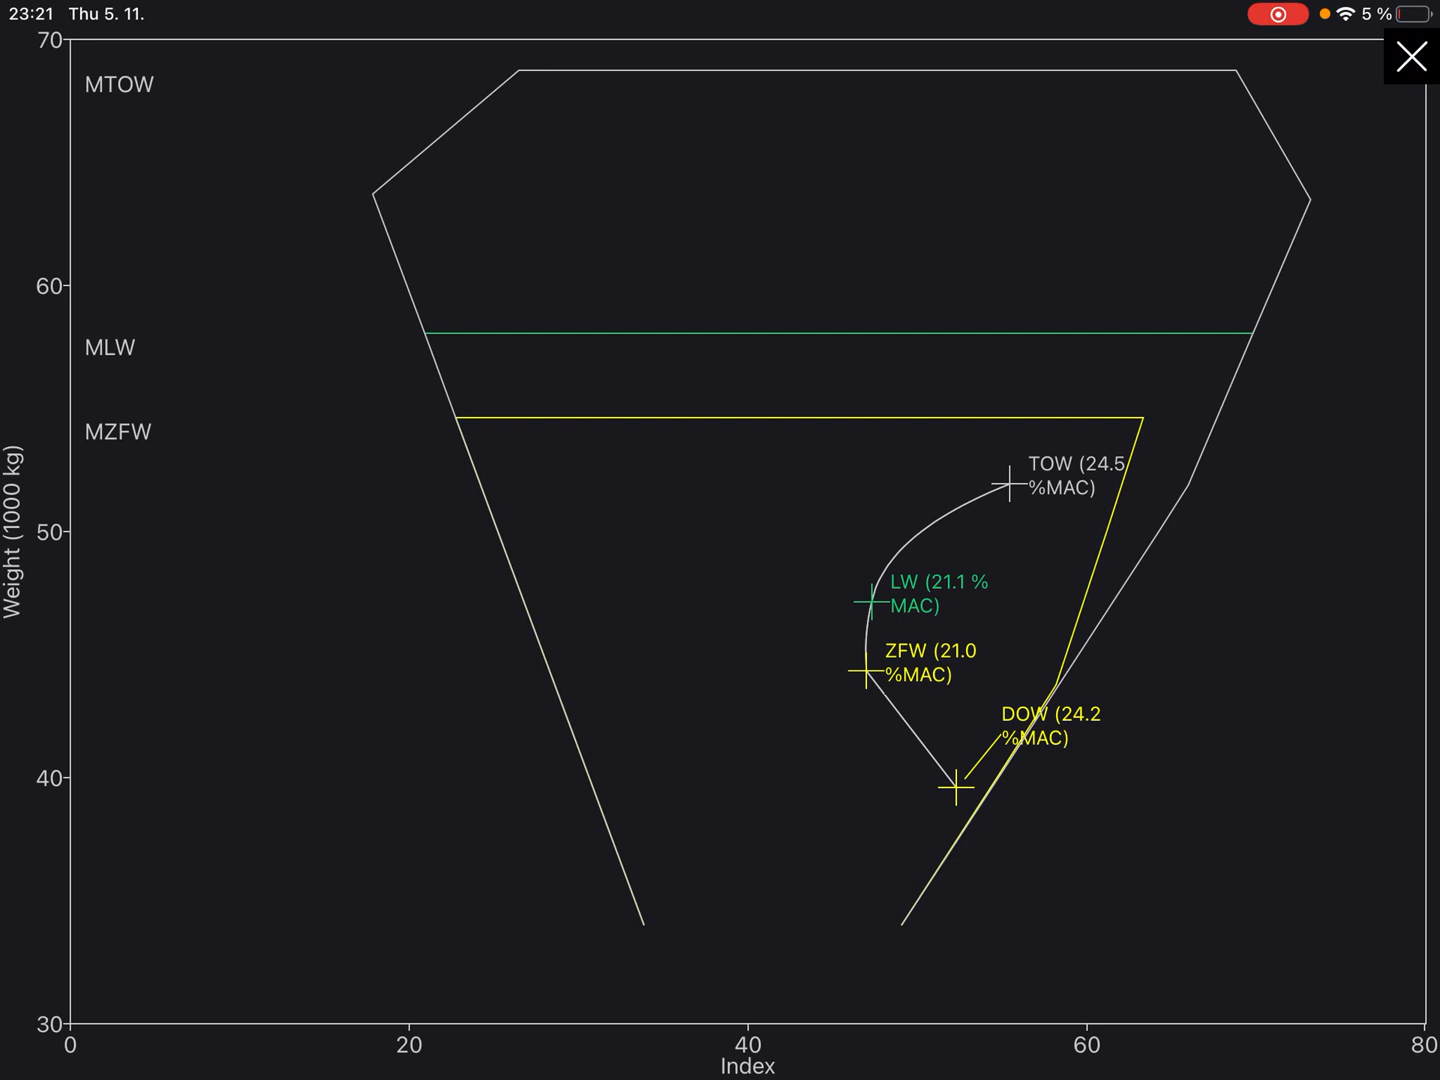 23:21 Thu 5. 11.
5 %
70
MTOW
60
MLW
MZFW
TOW (24.5
%MAC)
50
LW (21.1 %
MAC)
ZFW (21.0
%MAC)
DOW (24.2
%MAC)
40
30
Weight (1000 kg)
0 20 40 60 80
Index